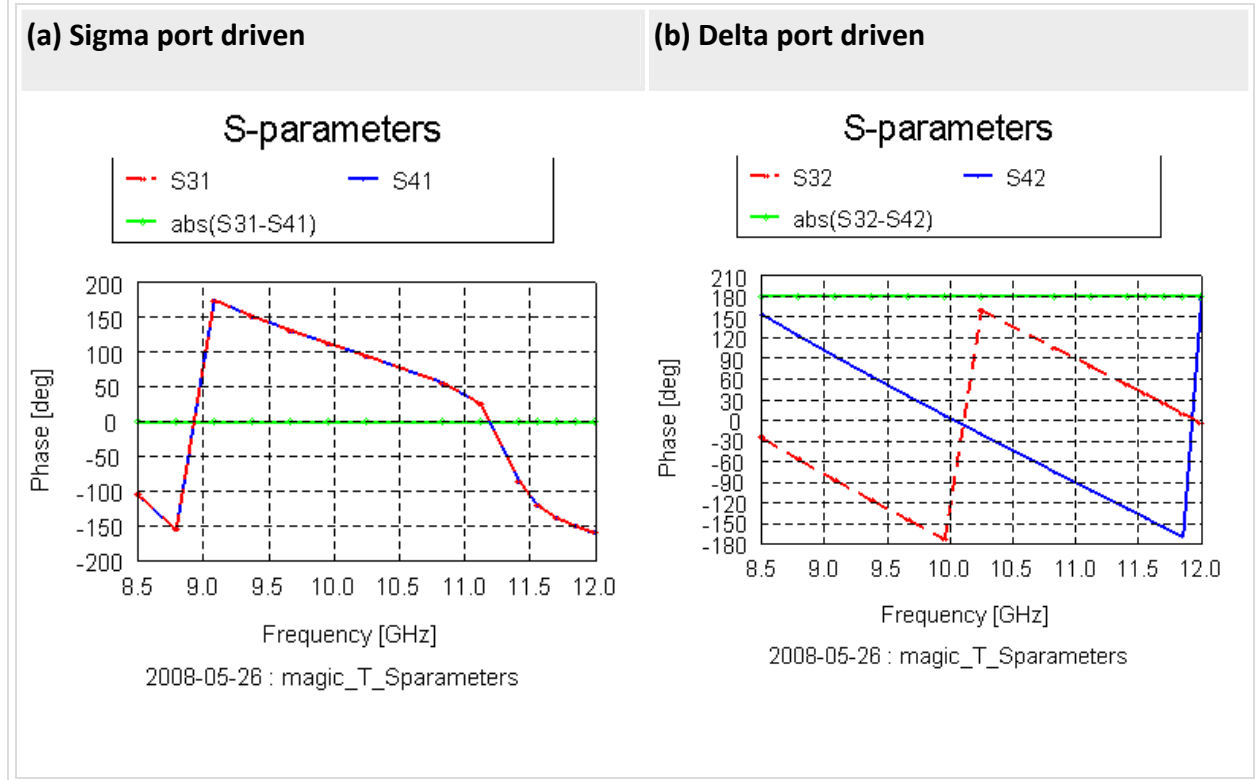 (a) Sigma port driven
(b) Delta port driven
S-parameters
S31 S41
abs(S31-S41)
200
150
100
50
0
-50
-100
-150
-200
Phase [deg]
8.5 9.0 9.5 10.0 10.5 11.0 11.5 12.0
Frequency [GHz]
2008-05-26 : magic_T_Sparameters
S-parameters
S32 S42
abs(S32-S42)
210
180
150
120
90
60
30
0
-30
-60
-90
-120
-150
-180
Phase [deg]
8.5 9.0 9.5 10.0 10.5 11.0 11.5 12.0
Frequency [GHz]
2008-05-26 : magic_T_Sparameters